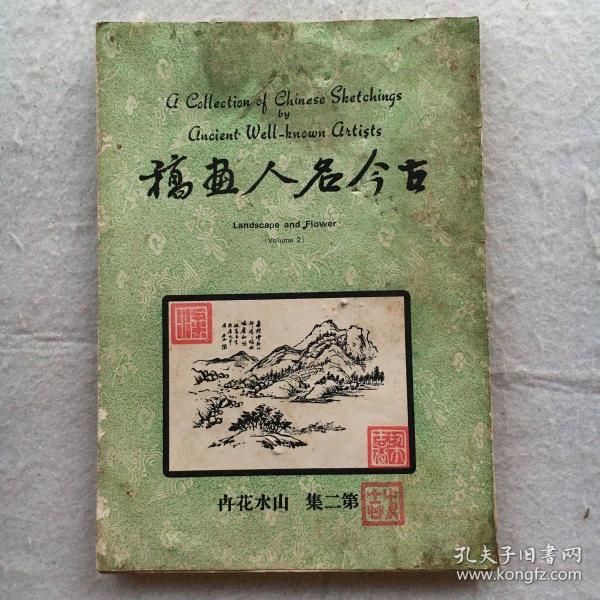 A Collection of Chinese Sketchings
by
Ancient Well-known Artists
古今名人畫稿
Landscape and Flower
(Volume 2)
第二集 山水花卉
孔夫子旧书网
www.kongfz.com